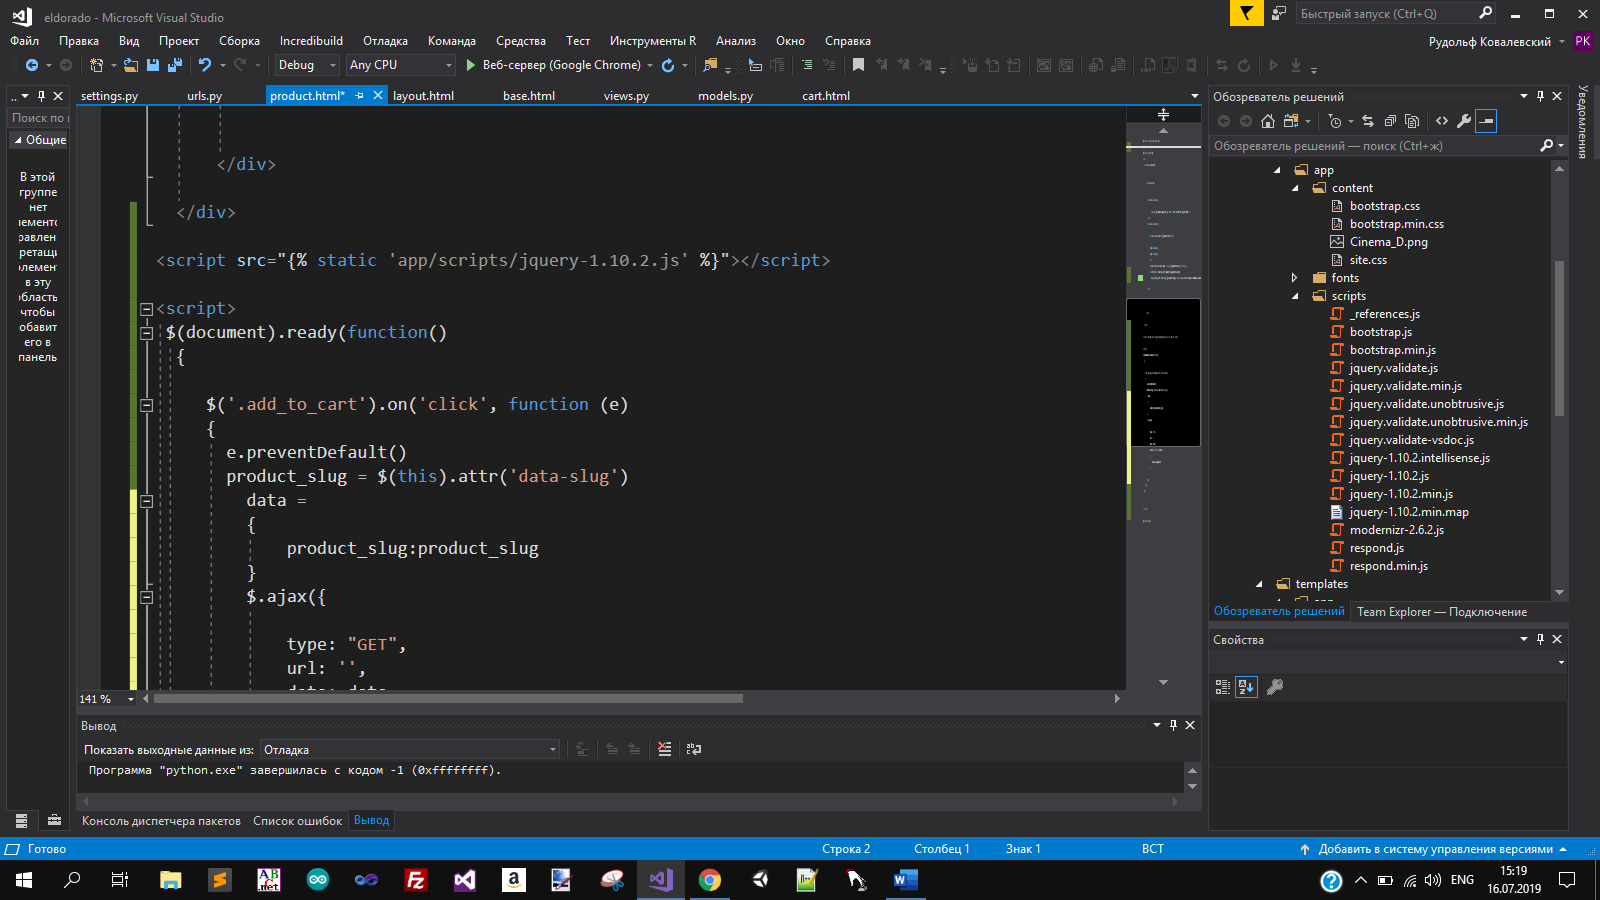 eldorado - Microsoft Visual Studio
Быстрый запуск (Ctrl+Q)
Файл Правка Вид Проект Сборка Incredibuild Отладка Команда Средства Тест Инструменты R Анализ Окно Справка
Рудольф Ковалевский РК
Debug Any CPU Веб-сервер (Google Chrome)
... settings.py urls.py product.html* layout.html base.html views.py models.py cart.html
Поиск по
Общие
В этой
группе
нет
в эту
чтобы
его в
панель
</div>
</div>
<script src="{% static 'app/scripts/jquery-1.10.2.js' %}"></script>
<script>
$(document).ready(function()
{
$('.add_to_cart').on('click', function (e)
{
e.preventDefault()
product_slug = $(this).attr('data-slug')
data =
{
product_slug:product_slug
}
$.ajax({
type: "GET",
url: '',
data: data
141 %
Вывод
Показать выходные данные из: Отладка
Программа "python.exe" завершилась с кодом -1 (0xffffffff).
Консоль диспетчера пакетов Список ошибок Вывод
Обозреватель решений
Обозреватель решений — поиск (Ctrl+ж)
app
content
bootstrap.css
bootstrap.min.css
Cinema_D.png
site.css
fonts
scripts
_references.js
bootstrap.js
bootstrap.min.js
jquery.validate.js
jquery.validate.min.js
jquery.validate.unobtrusive.js
jquery.validate.unobtrusive.min.js
jquery.validate-vsdoc.js
jquery-1.10.2.intellisense.js
jquery-1.10.2.js
jquery-1.10.2.min.js
jquery-1.10.2.min.map
modernizr-2.6.2.js
respond.js
respond.min.js
templates
Обозреватель решений Team Explorer — Подключение
Свойства
Уведомления
Готово Строка 2 Столбец 1 Знак 1 ВСТ Добавить в систему управления версиями
ENG 15:19
16.07.2019